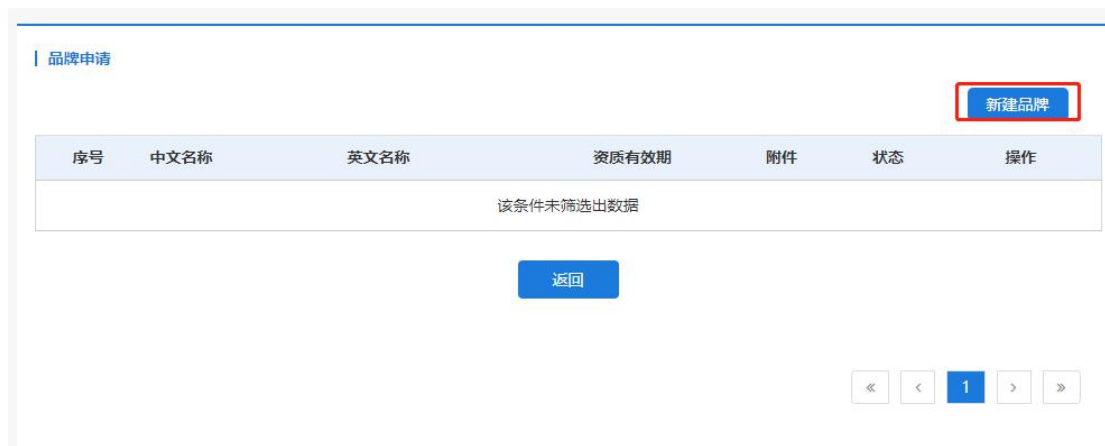 品牌申请
新建品牌
序号 中文名称 英文名称 资质有效期 附件 状态 操作
该条件未筛选出数据
返回
« ‹ 1 › »